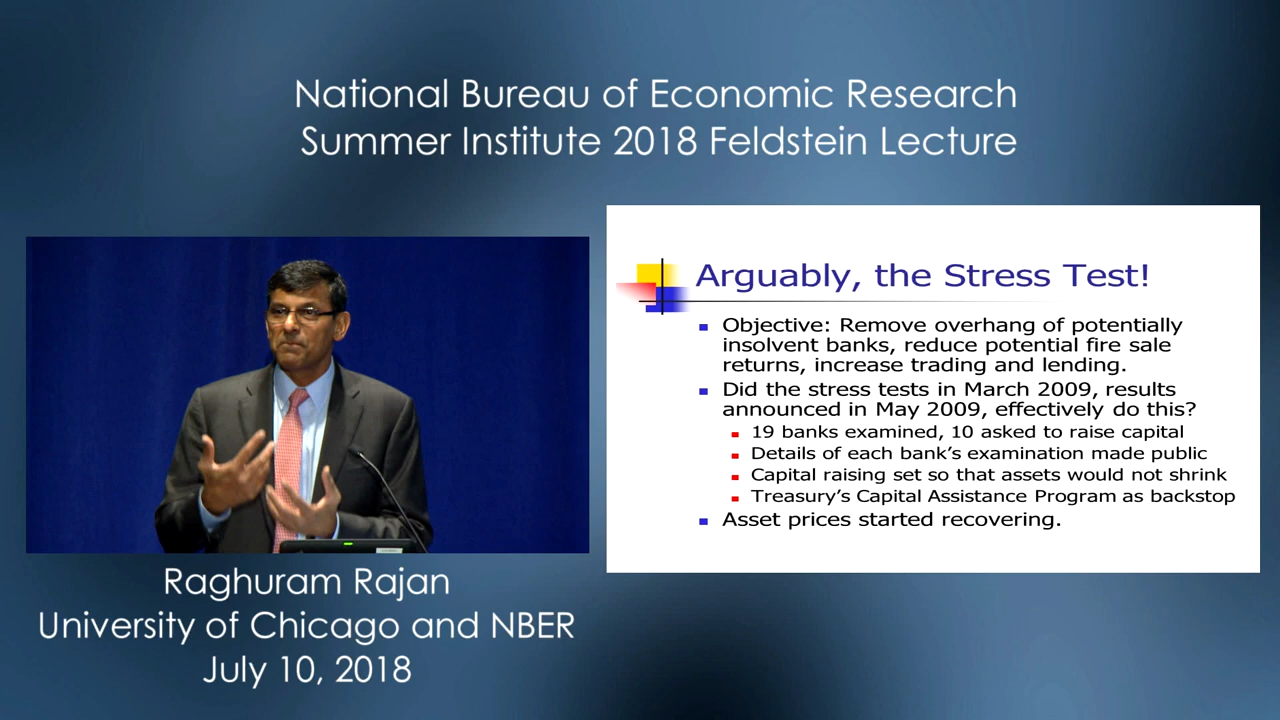 National Bureau of Economic Research
Summer Institute 2018 Feldstein Lecture
Arguably, the Stress Test!
Objective: Remove overhang of potentially
insolvent banks, reduce potential fire sale
returns, increase trading and lending.
Did the stress tests in March 2009, results
announced in May 2009, effectively do this?
19 banks examined, 10 asked to raise capital
Details of each bank's examination made public
Capital raising set so that assets would not shrink
Treasury's Capital Assistance Program as backstop
Asset prices started recovering.
Raghuram Rajan
University of Chicago and NBER
July 10, 2018